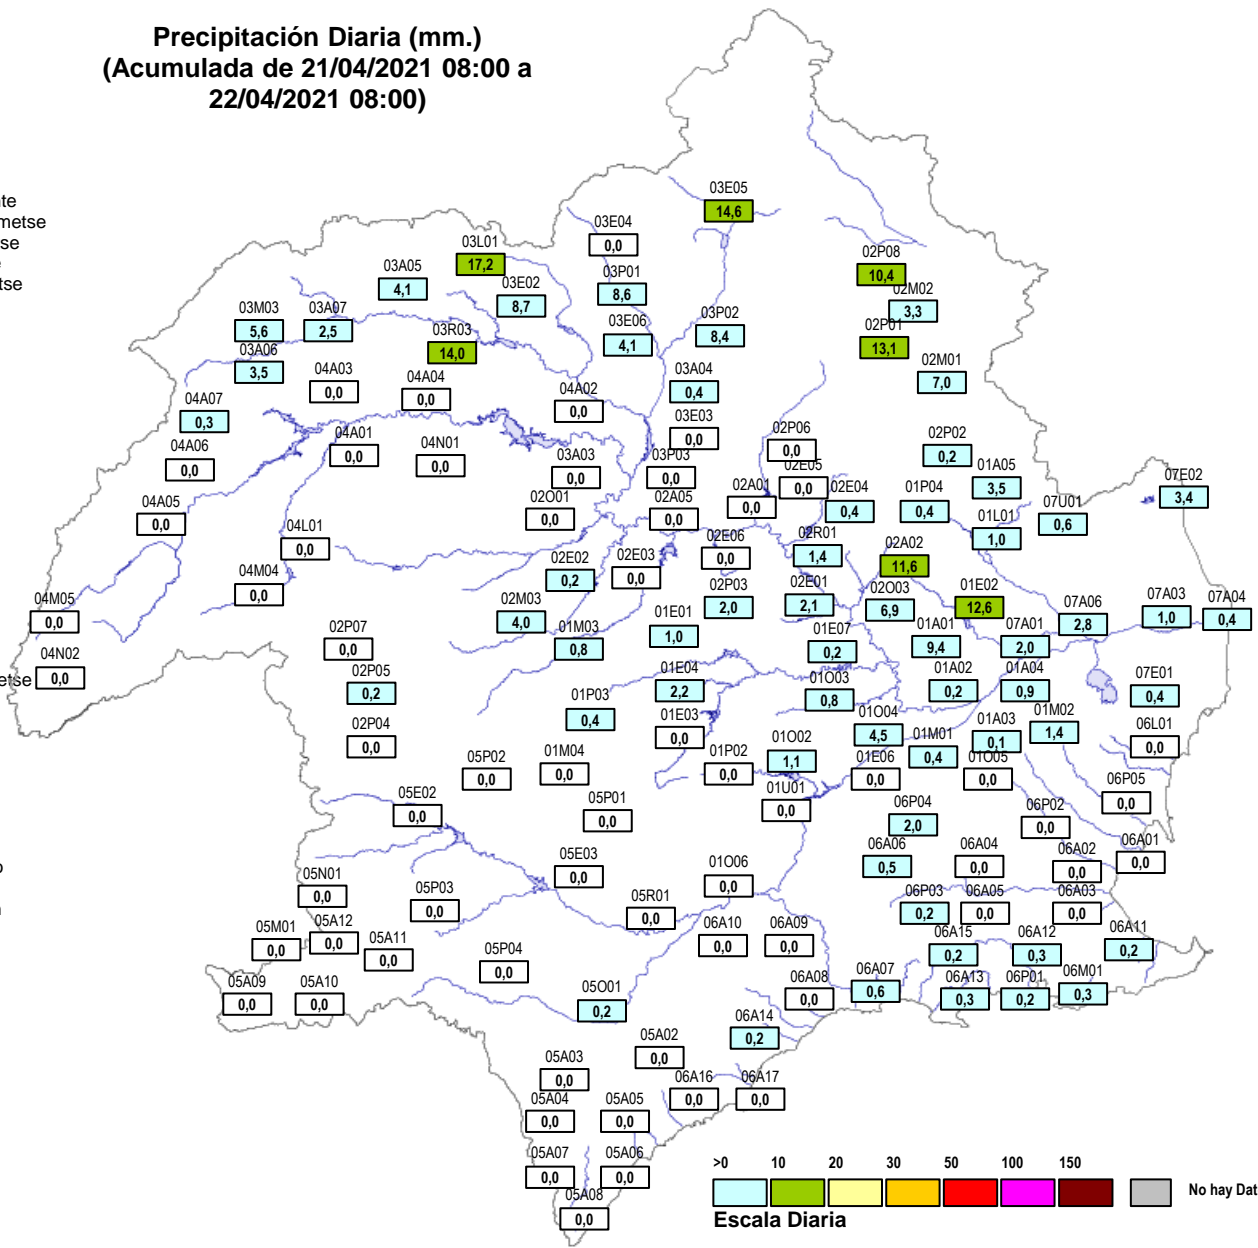 Precipitación Diaria (mm.)
(Acumulada de 21/04/2021 08:00 a
22/04/2021 08:00)
03E05
14,6
03E04
0,0
03L01
17,2
02P08
10,4
03A05
4,1
03E02
8,7
03P01
8,6
02M02
3,3
03M03
5,6
03A07
2,5
03R03
14,0
03E06
4,1
03P02
8,4
02P01
13,1
03A06
3,5
04A03
0,0
04A04
0,0
04A02
0,0
03A04
0,4
02M01
7,0
04A07
0,3
03E03
0,0
04A06
0,0
04A01
0,0
04N01
0,0
03A03
0,0
03P03
0,0
02P06
0,0
02E05
0,0
02P02
0,2
01A05
3,5
07E02
3,4
04A05
0,0
02O01
0,0
02A05
0,0
02A01
0,0
02E04
0,4
01P04
0,4
07U01
0,6
04L01
0,0
01L01
1,0
02E06
0,0
02R01
1,4
02A02
11,6
04M04
0,0
02E02
0,2
02E03
0,0
04M05
0,0
02M03
4,0
02P03
2,0
02E01
2,1
02O03
6,9
01E02
12,6
07A06
2,8
07A03
1,0
07A04
0,4
02P07
0,0
01M03
0,8
01E01
1,0
01E07
0,2
01A01
9,4
07A01
2,0
04N02
0,0
etse
02P05
0,2
01E04
2,2
01O03
0,8
01A02
0,2
01A04
0,9
07E01
0,4
02P04
0,0
01P03
0,4
01E03
0,0
01O04
4,5
01M01
0,4
01A03
0,1
01M02
1,4
06L01
0,0
05P02
0,0
01M04
0,0
01P02
0,0
01O02
1,1
01E06
0,0
01O05
0,0
05E02
0,0
05P01
0,0
01U01
0,0
06P04
2,0
06P02
0,0
06P05
0,0
05E03
0,0
01O06
0,0
06A06
0,5
06A04
0,0
06A02
0,0
06A01
0,0
05N01
0,0
05P03
0,0
05R01
0,0
06P03
0,2
06A05
0,0
06A03
0,0
05M01
0,0
05A12
0,0
05A11
0,0
06A10
0,0
06A09
0,0
06A15
0,2
06A12
0,3
06A11
0,2
05P04
0,0
05A09
0,0
05A10
0,0
05O01
0,2
06A08
0,0
06A07
0,6
06A13
0,3
06P01
0,2
06M01
0,3
06A14
0,2
05A02
0,0
05A03
0,0
06A16
0,0
06A17
0,0
05A04
0,0
05A05
0,0
05A07
0,0
05A06
0,0
05A08
0,0
>0 10 20 30 50 100 150
No hay Dat
Escala Diaria